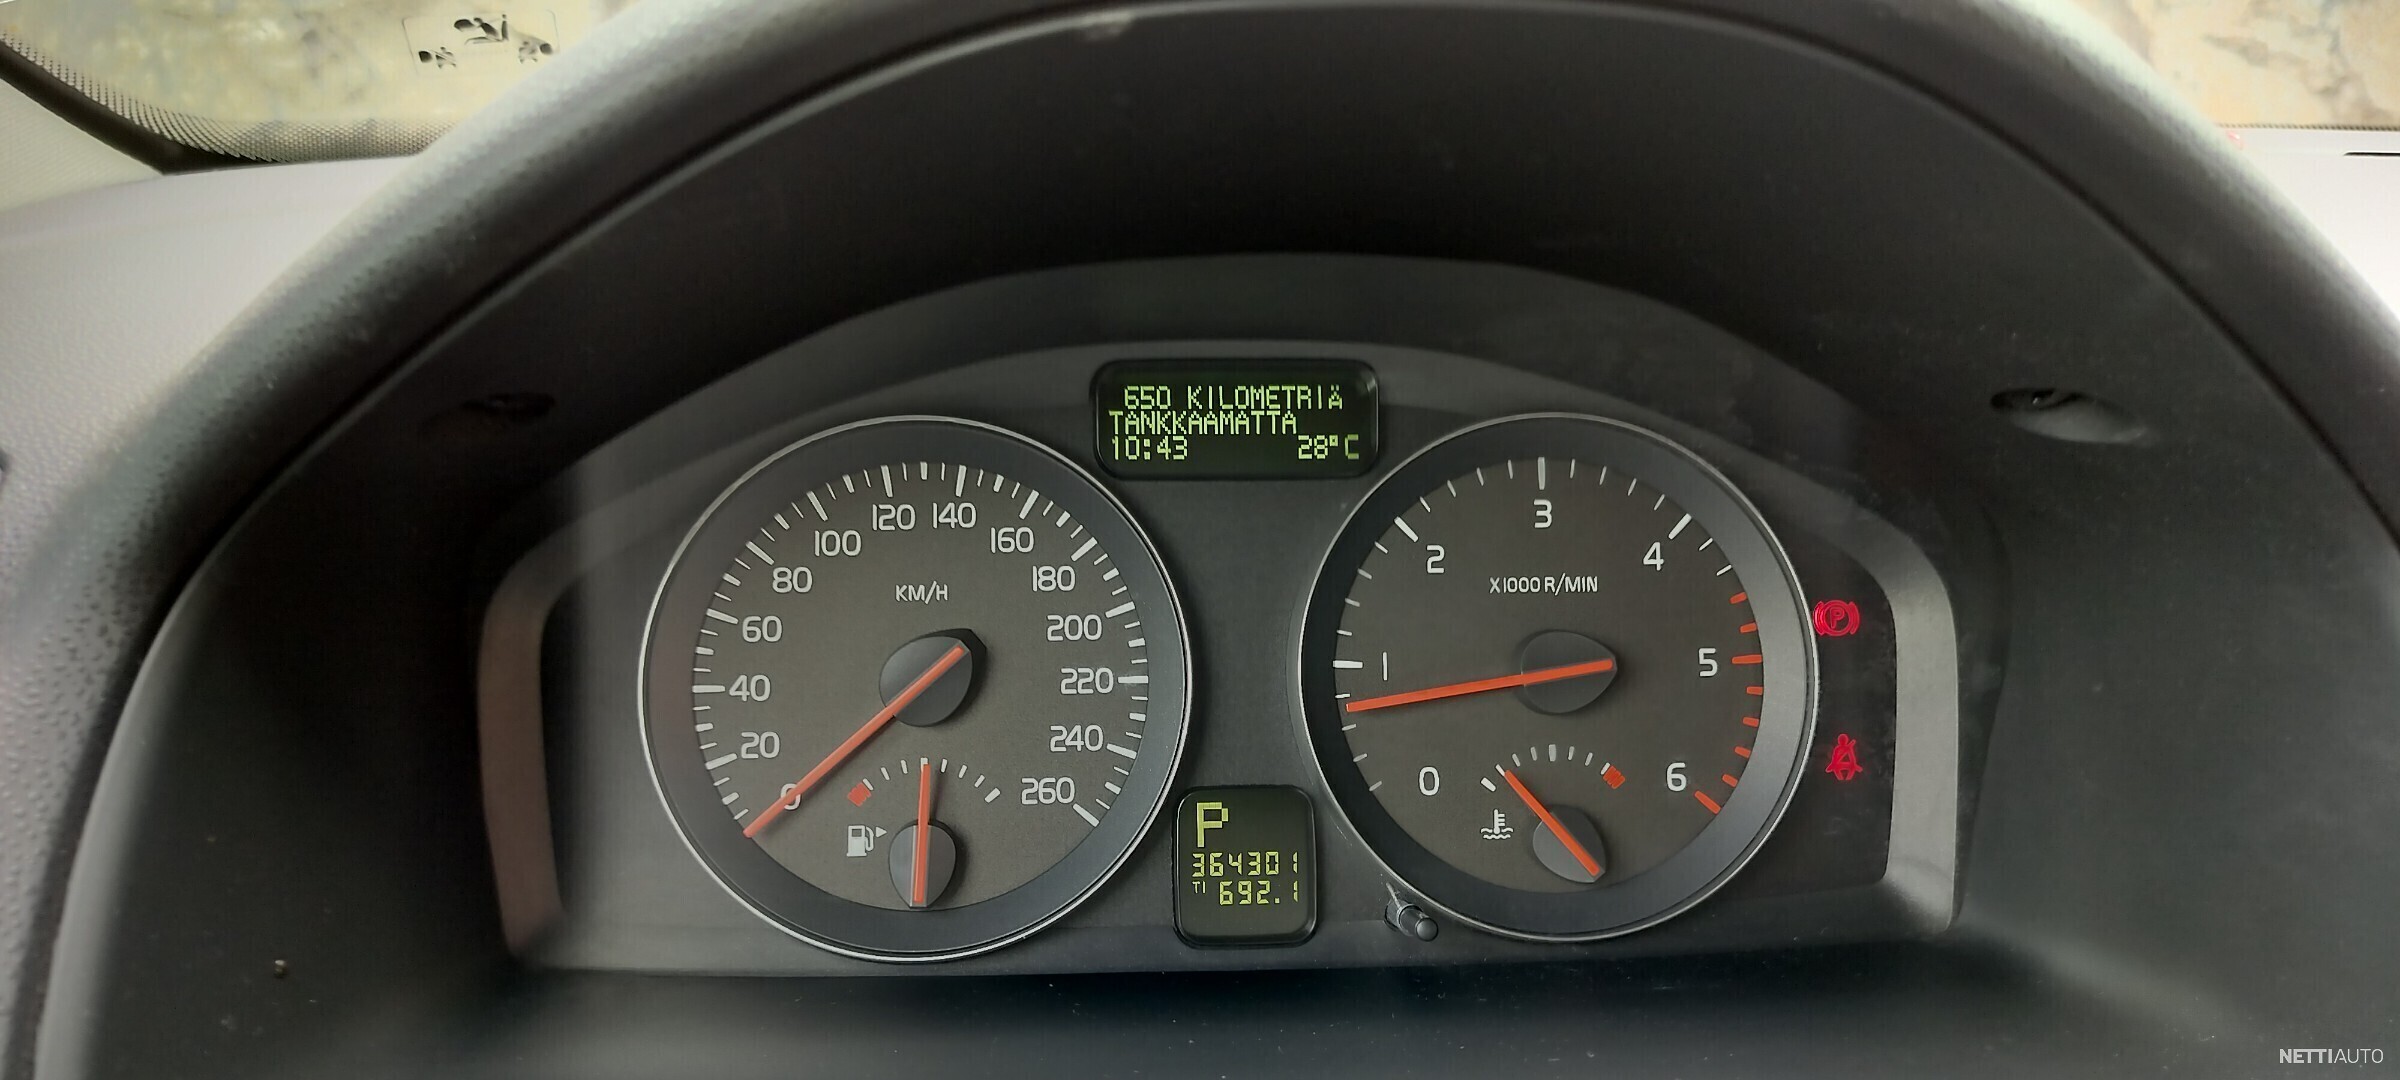 650 KILOMETRIÄ
TANKKAAMATTA
10:43 28°C
0 20 40 60 80 100 120 140 160 180 200 220 240 260
KM/H
0 1 2 3 4 5 6
X1000 R/MIN
P
P
364301
T1 692.1
NETTIAUTO